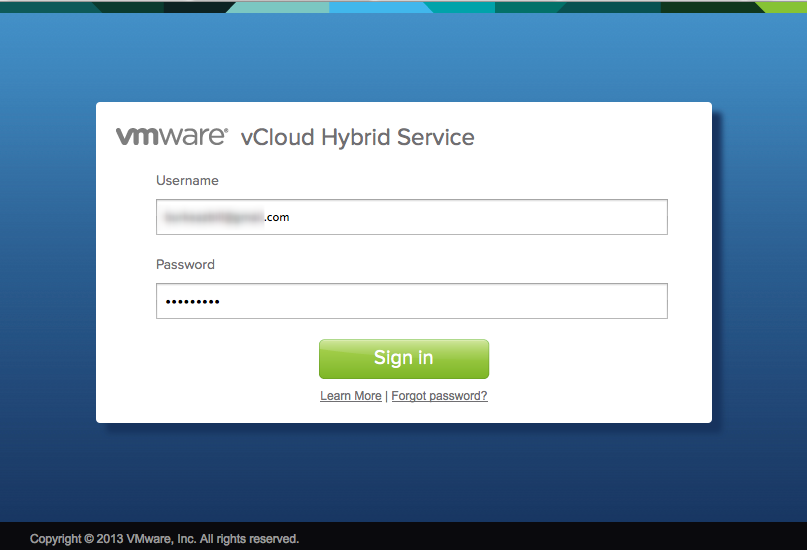 vmware® vCloud Hybrid Service
Username
.com
Password
Sign in
Learn More | Forgot password?
Copyright © 2013 VMware, Inc. All rights reserved.